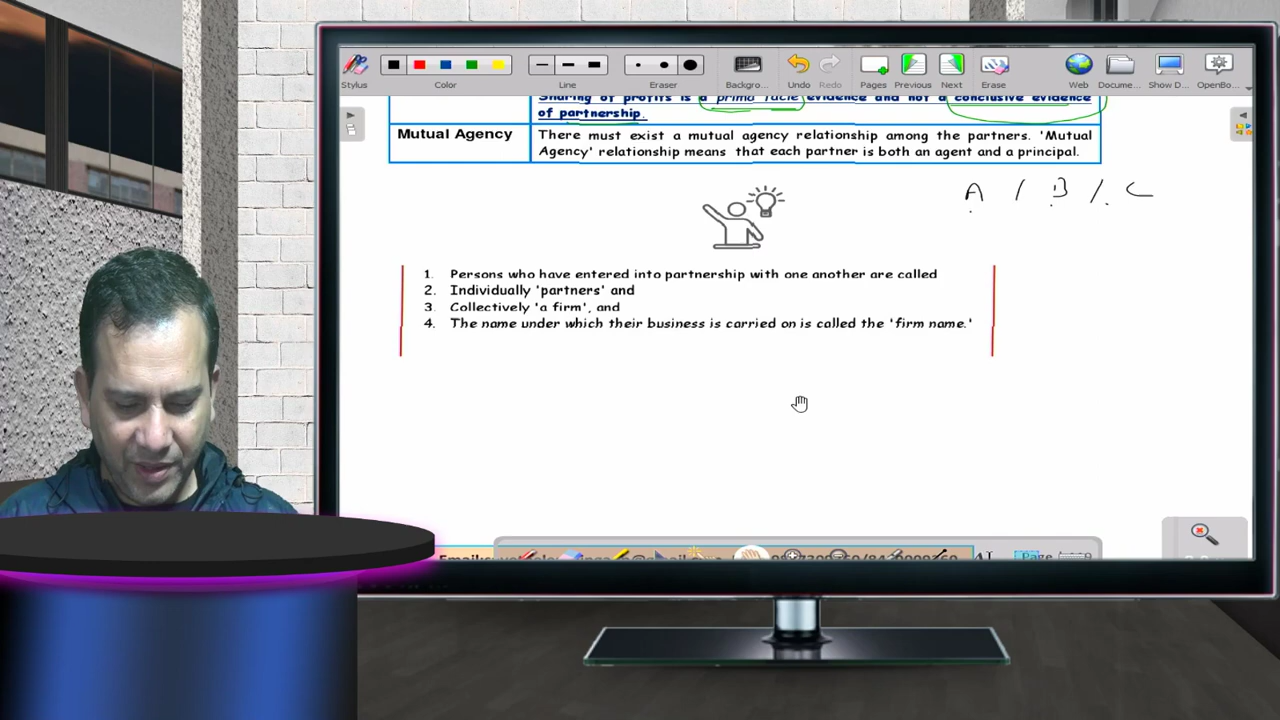 Stylus
Color
Line
Eraser
Backgro...
Undo
Redo
Pages
Previous
Next
Erase
Web
Docume...
Show D...
OpenBo...
Sharing of profits is a prima facie evidence and not a conclusive evidence
of partnership.
Mutual Agency
There must exist a mutual agency relationship among the partners. 'Mutual
Agency' relationship means that each partner is both an agent and a principal.
A / B / C
1. Persons who have entered into partnership with one another are called
2. Individually 'partners' and
3. Collectively 'a firm', and
4. The name under which their business is carried on is called the 'firm name.'
Page